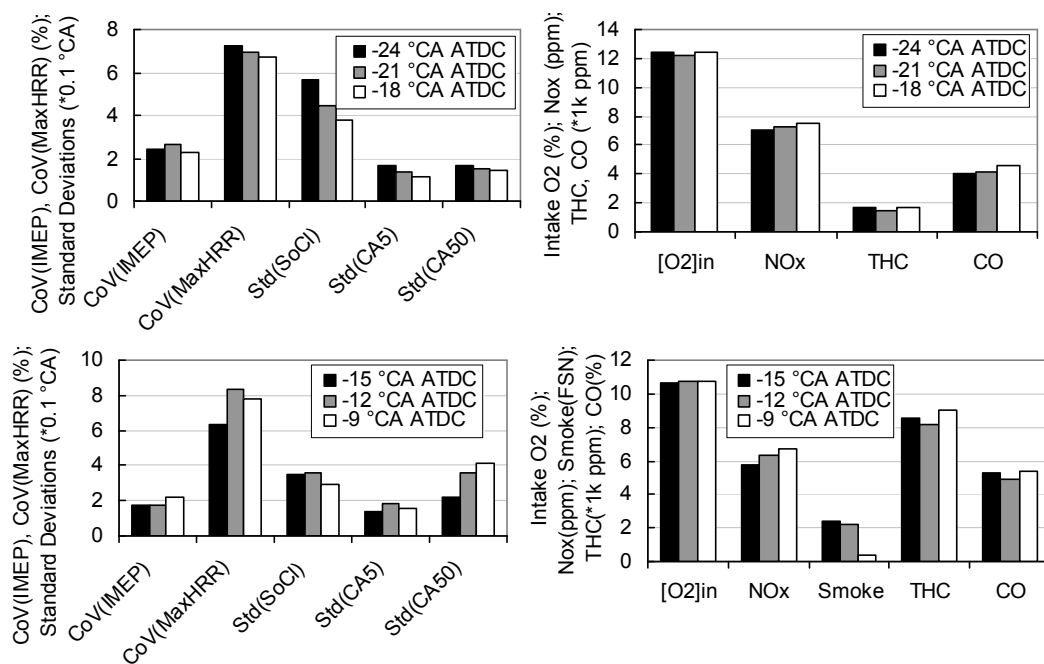 CoV(IMEP), CoV(MaxHRR) (%);
Standard Deviations (*0.1 °CA)
8
6
4
2
0
-24 °CA ATDC
-21 °CA ATDC
-18 °CA ATDC
CoV(IMEP)
CoV(MaxHRR)
Std(SoCI)
Std(CA5)
Std(CA50)
Intake O2 (%); Nox (ppm);
THC, CO (*1k ppm)
14
12
10
8
6
4
2
0
-24 °CA ATDC
-21 °CA ATDC
-18 °CA ATDC
[O2]in
NOx
THC
CO
CoV(IMEP), CoV(MaxHRR) (%);
Standard Deviations (*0.1 °CA)
10
8
6
4
2
0
-15 °CA ATDC
-12 °CA ATDC
-9 °CA ATDC
CoV(IMEP)
CoV(MaxHRR)
Std(SoCI)
Std(CA5)
Std(CA50)
Intake O2 (%);
Nox(ppm); Smoke(FSN);
THC(*1k ppm); CO(%)
12
10
8
6
4
2
0
-15 °CA ATDC
-12 °CA ATDC
-9 °CA ATDC
[O2]in
NOx
Smoke
THC
CO